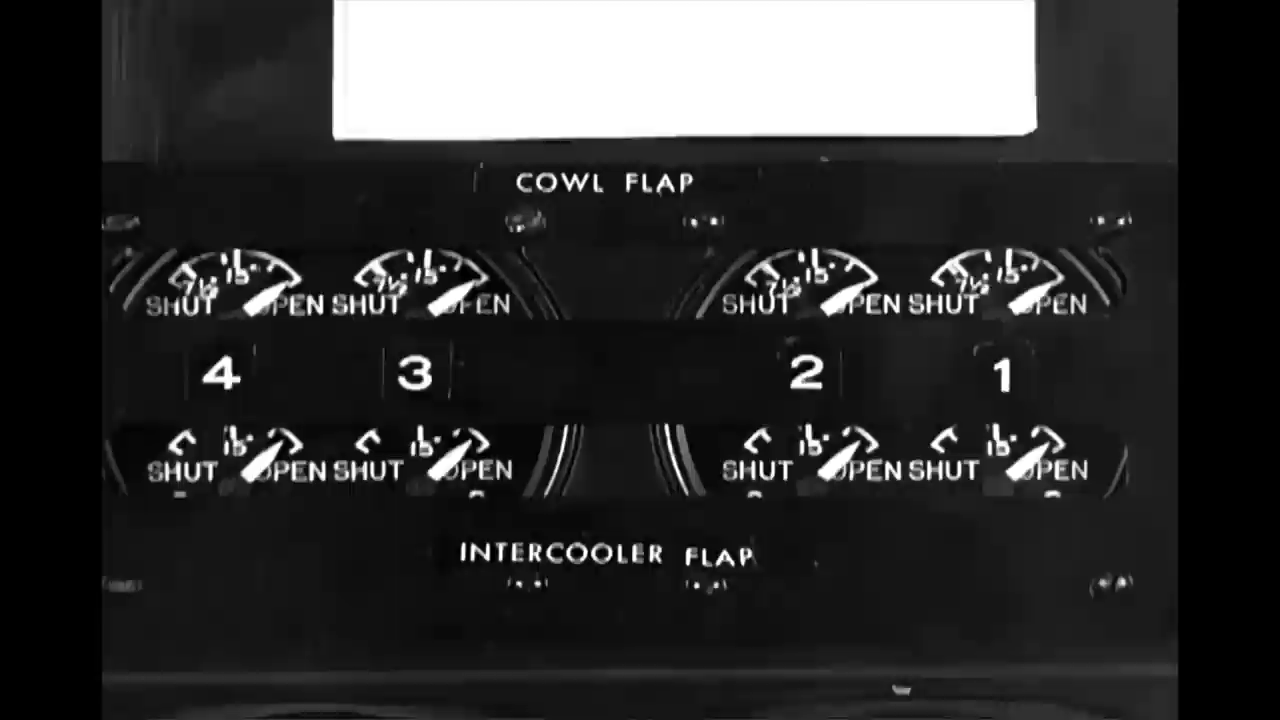 COWL FLAP
7½ 15 7½ 15 7½ 15 7½ 15
SHUT OPEN SHUT OPEN SHUT OPEN SHUT OPEN
4 3 2 1
15 15 15 15
SHUT OPEN SHUT OPEN SHUT OPEN SHUT OPEN
INTERCOOLER FLAP